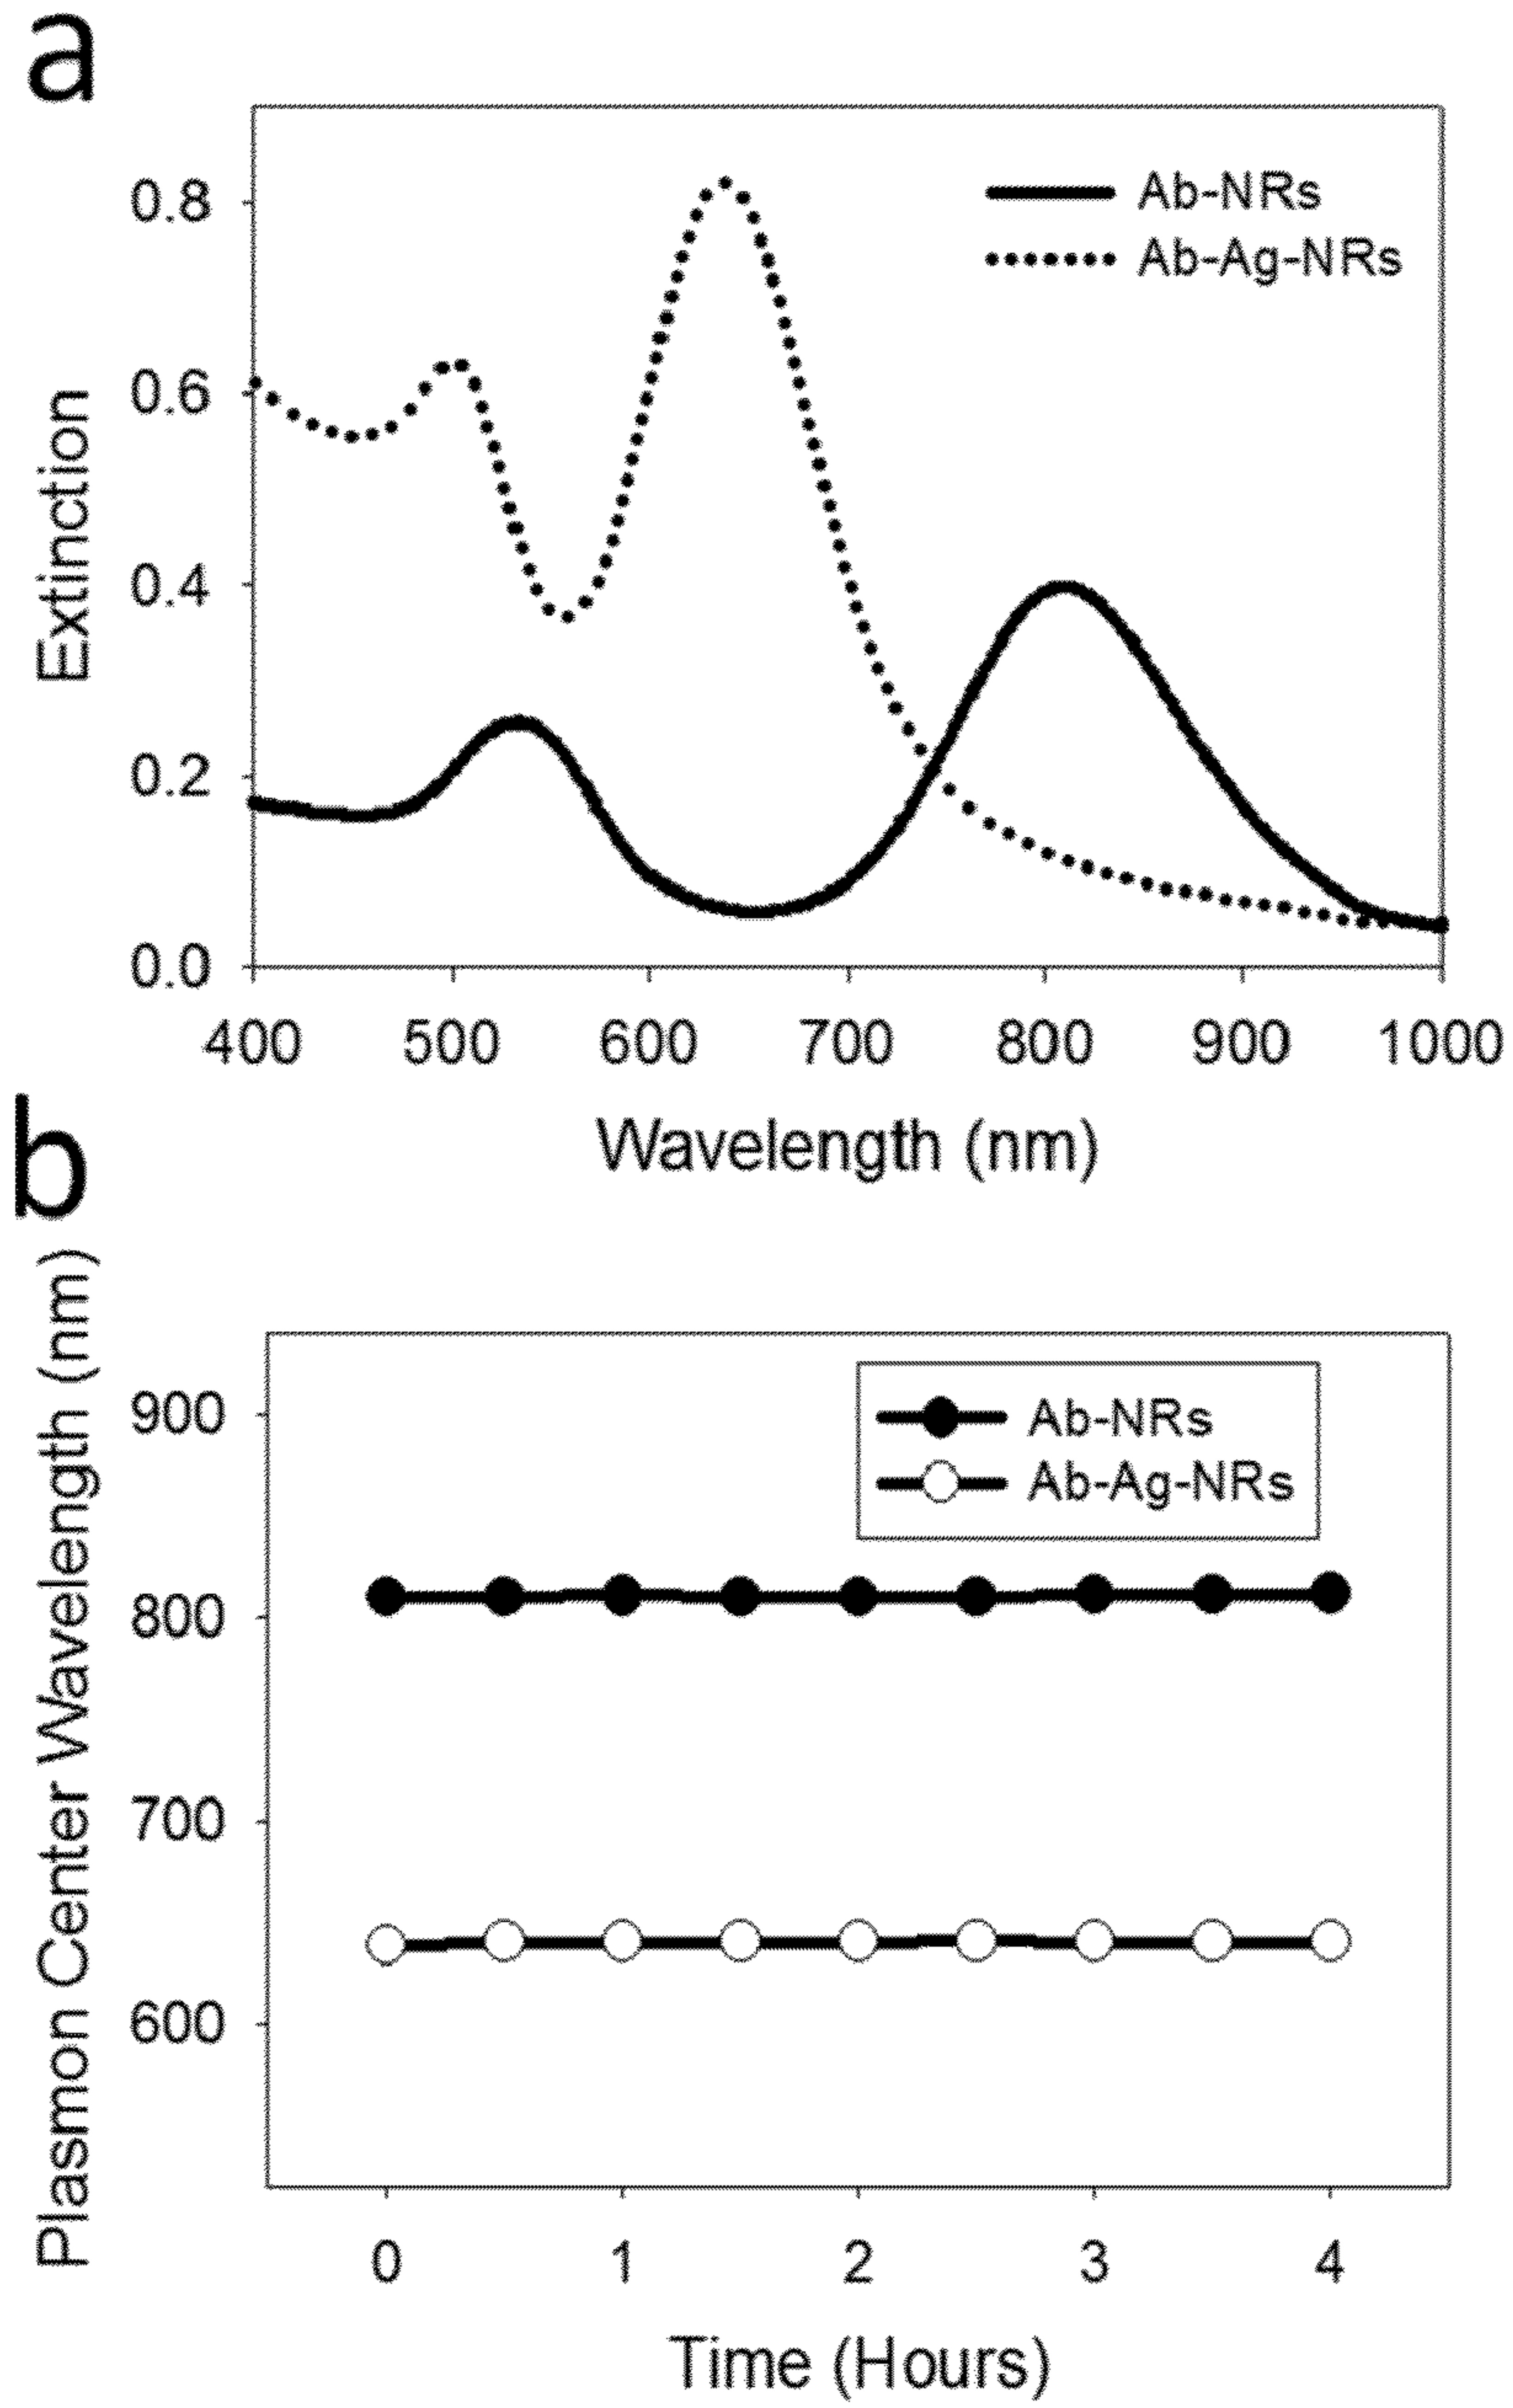 a
Ab-NRs
Ab-Ag-NRs
0.8
0.6
0.4
0.2
0.0
Extinction
400 500 600 700 800 900 1000
Wavelength (nm)
b
Ab-NRs
Ab-Ag-NRs
900
800
700
600
Plasmon Center Wavelength (nm)
0 1 2 3 4
Time (Hours)